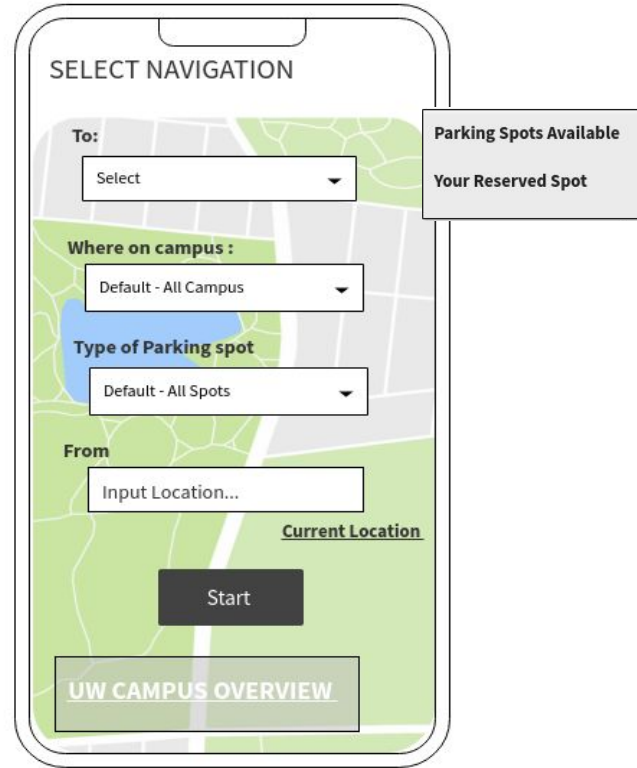 SELECT NAVIGATION
To:
Select
Parking Spots Available
Your Reserved Spot
Where on campus :
Default - All Campus
Type of Parking spot
Default - All Spots
From
Input Location...
Current Location
Start
UW CAMPUS OVERVIEW